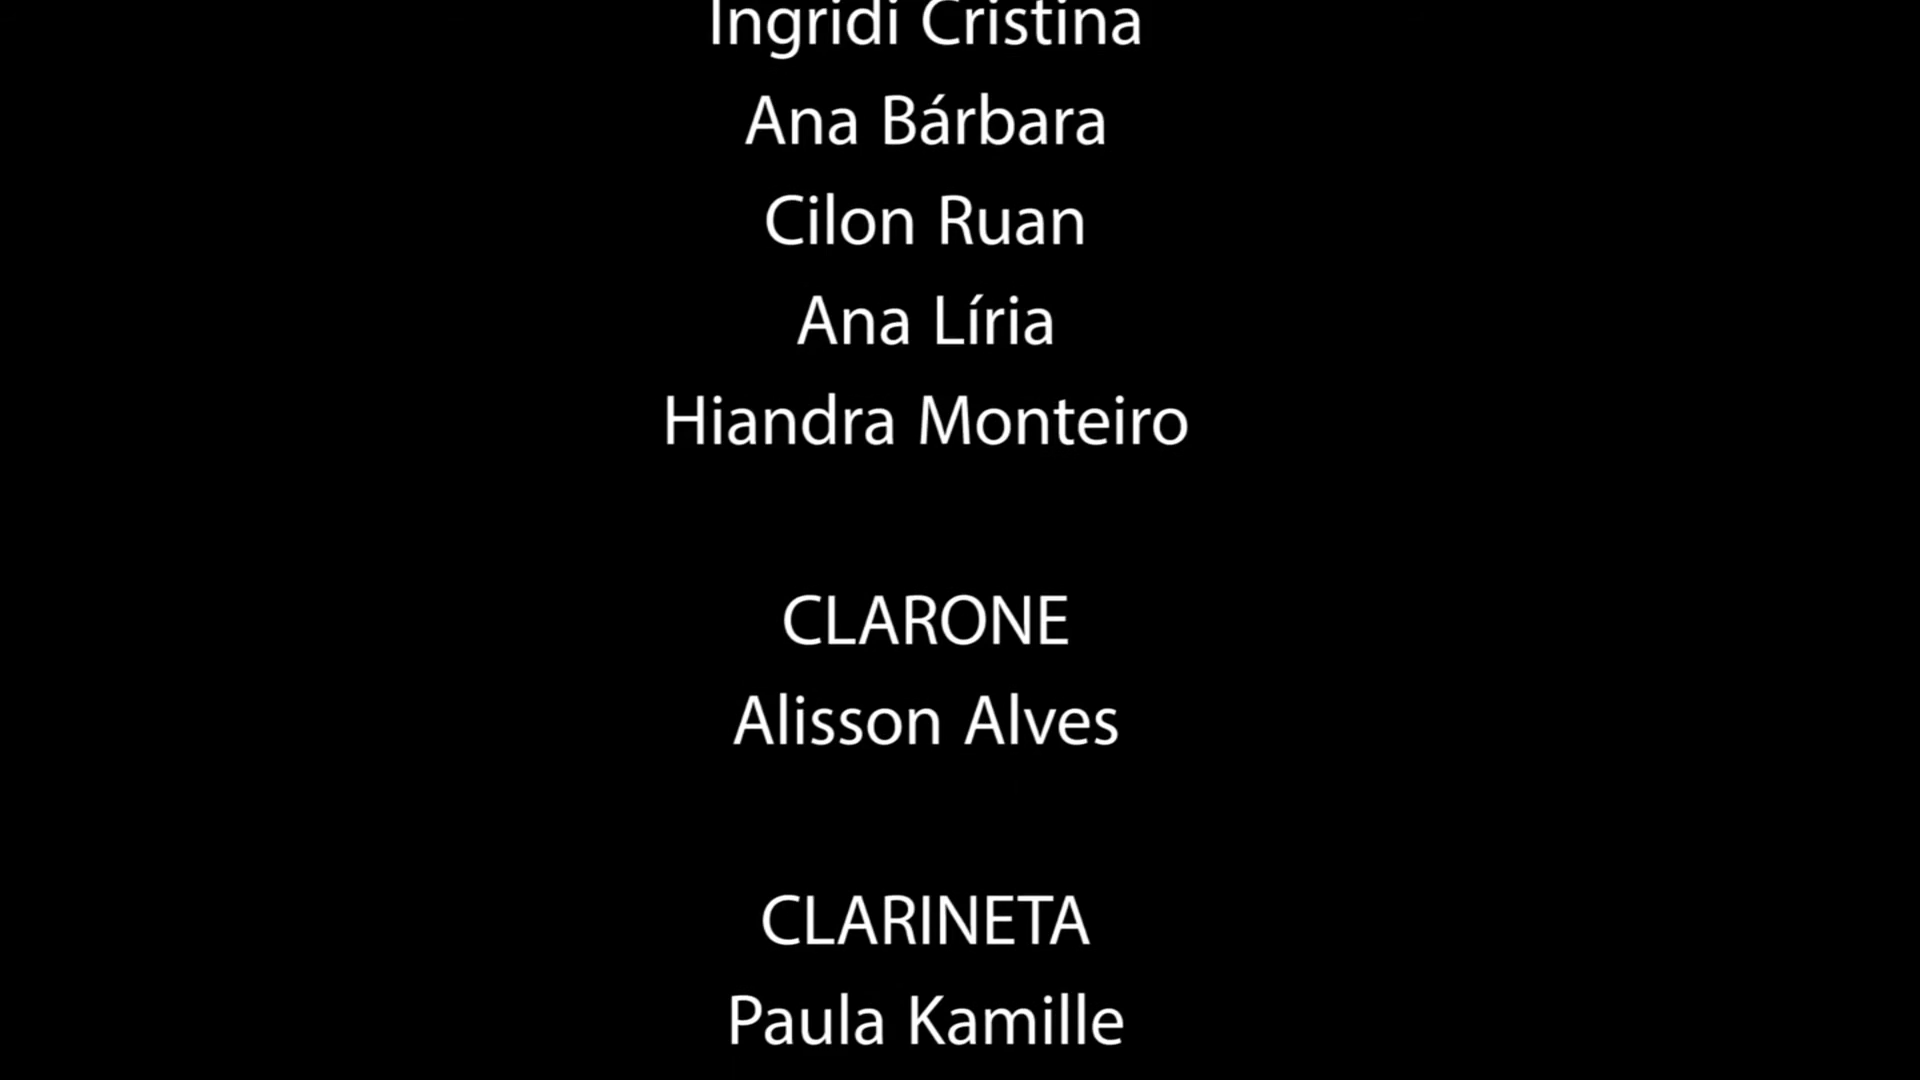 Ingridi Cristina
Ana Bárbara
Cilon Ruan
Ana Líria
Hiandra Monteiro
CLARONE
Alisson Alves
CLARINETA
Paula Kamille